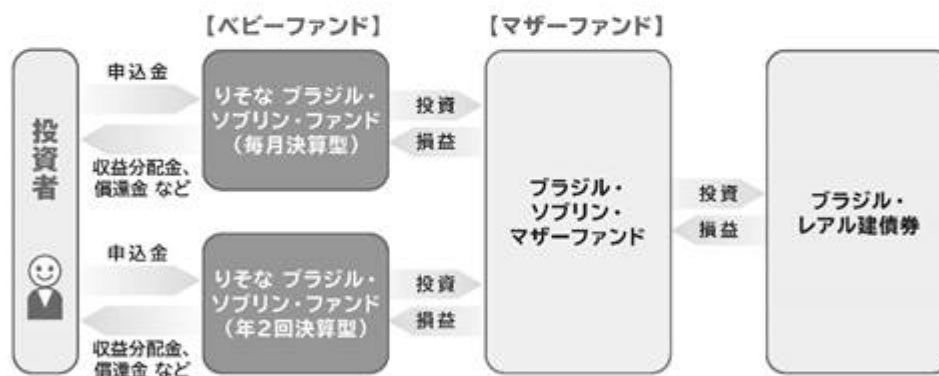 【ベビーファンド】
【マザーファンド】
投資者
申込金
収益分配金、
償還金 など
りそな ブラジル・
ソブリン・ファンド
（毎月決算型）
投資
損益
申込金
収益分配金、
償還金 など
りそな ブラジル・
ソブリン・ファンド
（年2回決算型）
投資
損益
ブラジル・
ソブリン・
マザーファンド
投資
損益
ブラジル・
レアル建債券